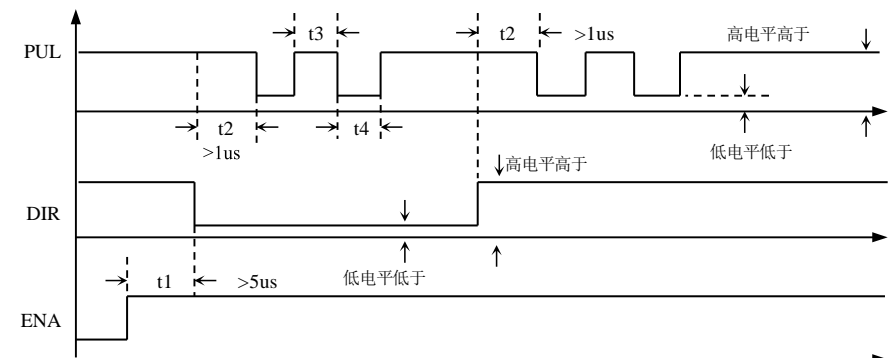 t3
t2
>1us
高电平高于
PUL
t2
t4
>1us
低电平低于
高电平高于
DIR
低电平低于
t1
>5us
ENA